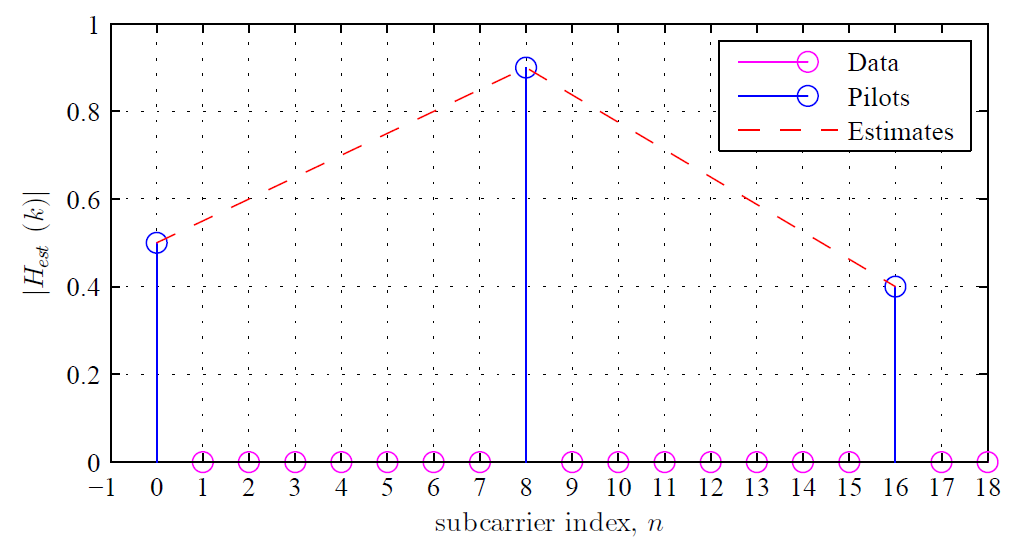 1
0.8
0.6
0.4
0.2
0
|H_est (k)|
Data
Pilots
Estimates
−1 0 1 2 3 4 5 6 7 8 9 10 11 12 13 14 15 16 17 18
subcarrier index, n